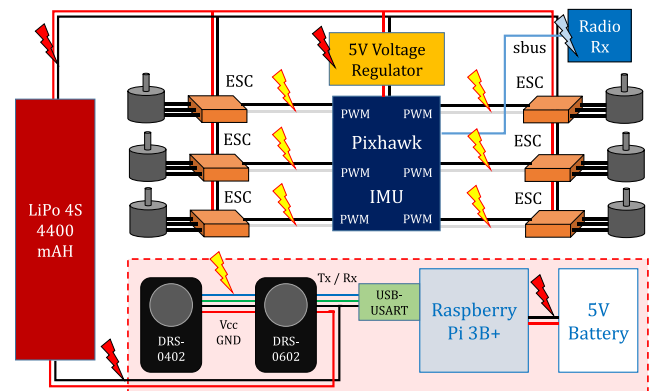 Radio
Rx
sbus
5V Voltage
Regulator
ESC
ESC
PWM
PWM
Pixhawk
ESC
ESC
PWM
PWM
IMU
ESC
ESC
PWM
PWM
LiPo 4S
4400
mAH
Tx / Rx
USB-
USART
Raspberry
Pi 3B+
5V
Battery
Vcc
GND
DRS-
0402
DRS-
0602